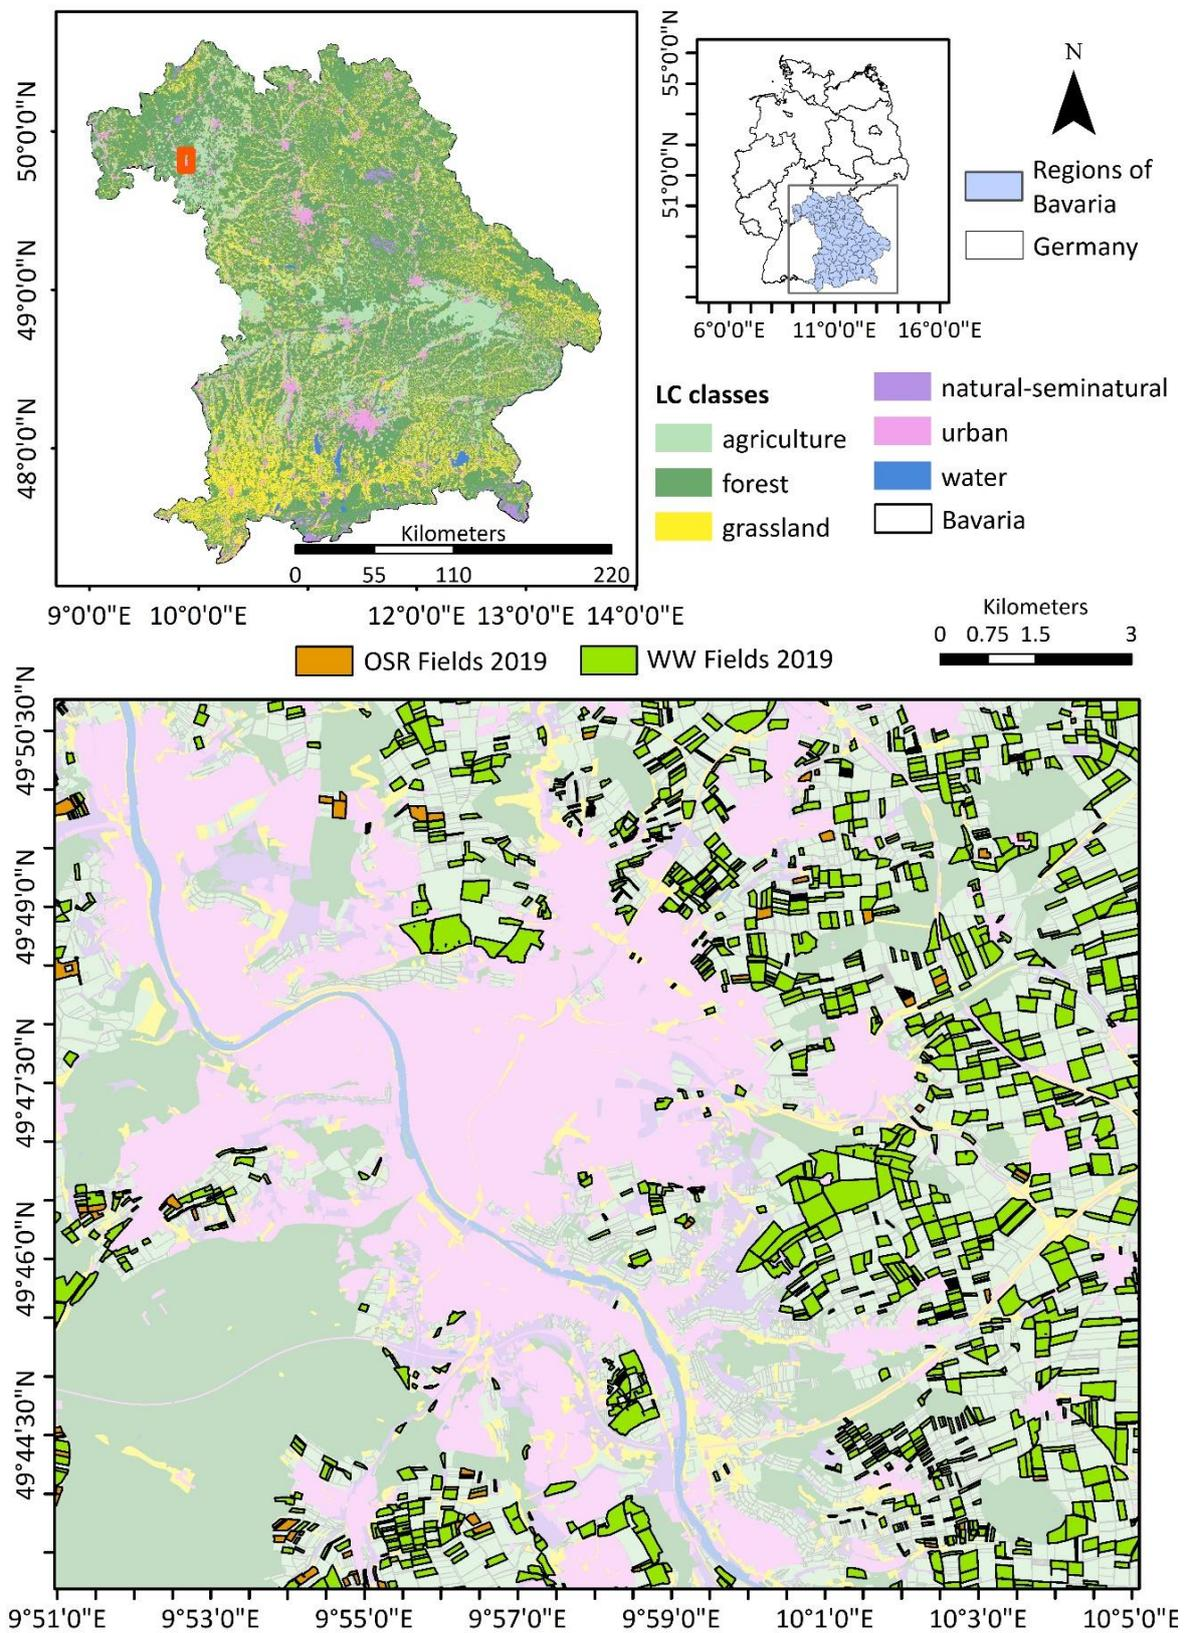 50°0'0"N
49°0'0"N
48°0'0"N
Kilometers
0 55 110 220
9°0'0"E 10°0'0"E 12°0'0"E 13°0'0"E 14°0'0"E
55°0'0"N
51°0'0"N
6°0'0"E 11°0'0"E 16°0'0"E
N
Regions of
Bavaria
Germany
LC classes
agriculture
forest
grassland
natural-seminatural
urban
water
Bavaria
Kilometers
0 0.75 1.5 3
OSR Fields 2019 WW Fields 2019
49°50'30"N
49°49'0"N
49°47'30"N
49°46'0"N
49°44'30"N
9°51'0"E 9°53'0"E 9°55'0"E 9°57'0"E 9°59'0"E 10°1'0"E 10°3'0"E 10°5'0"E